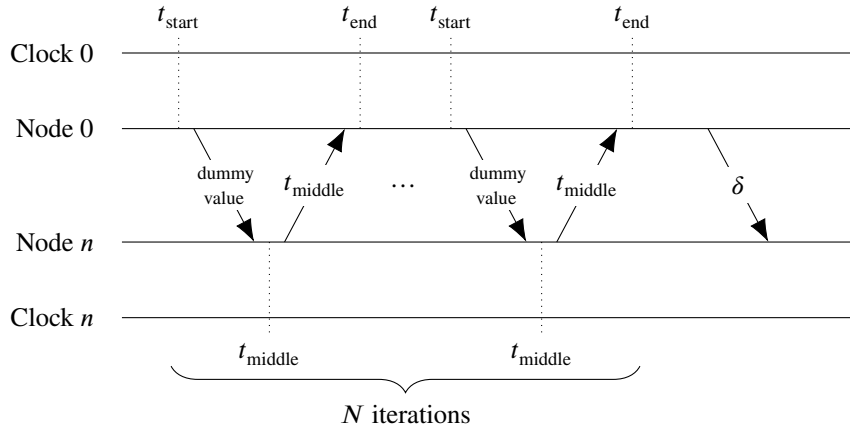 t_start t_end t_start t_end
Clock 0
Node 0
dummy value t_middle ... dummy value t_middle δ
Node n
Clock n
t_middle t_middle
N iterations